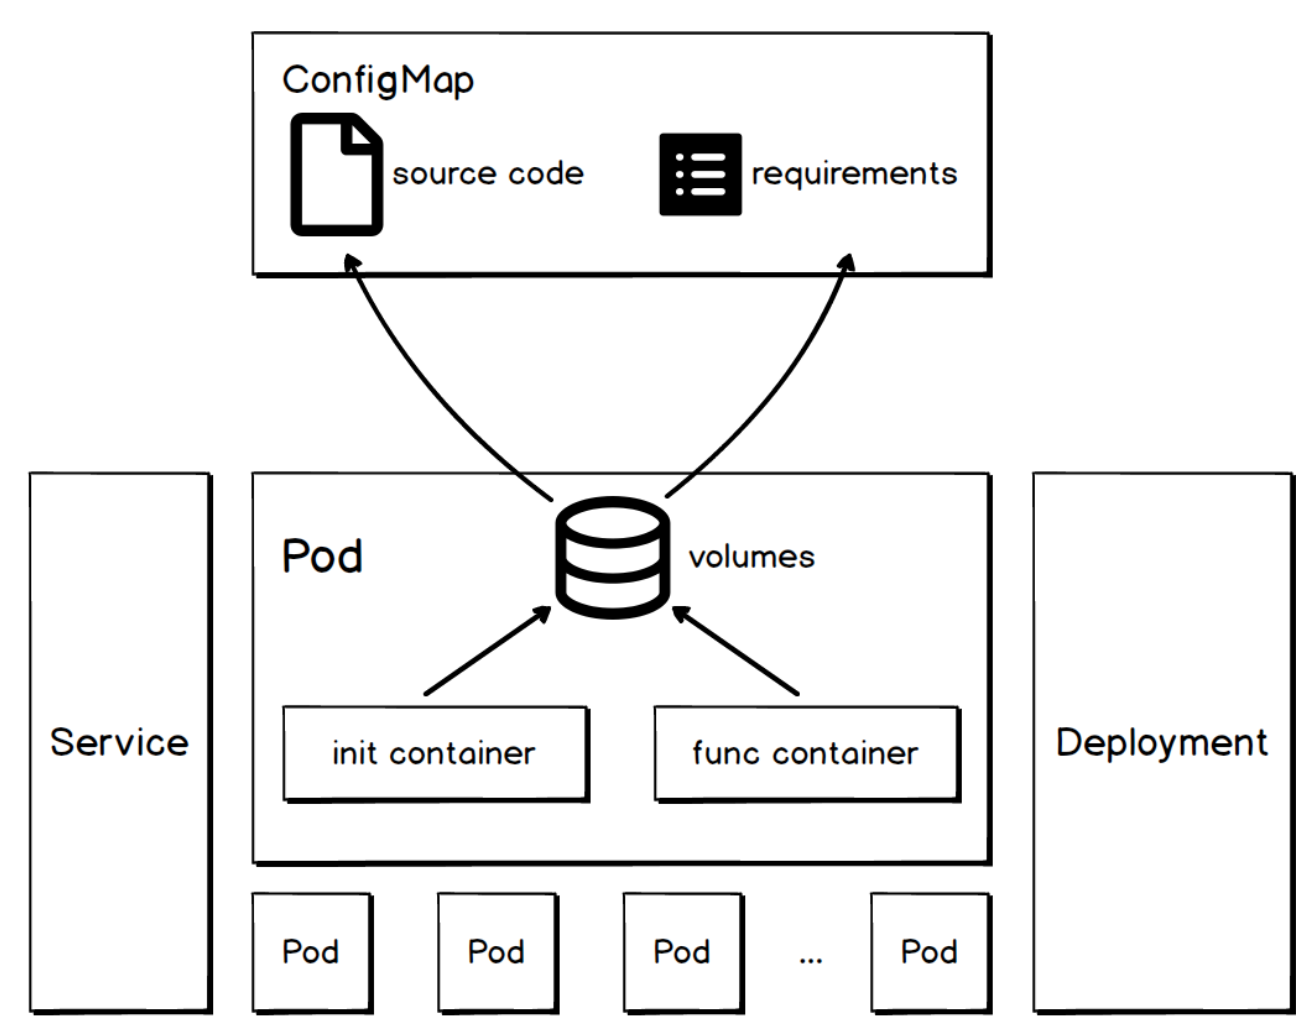 ConfigMap
source code
requirements
Pod
volumes
Service
init container
func container
Deployment
Pod
Pod
Pod
...
Pod